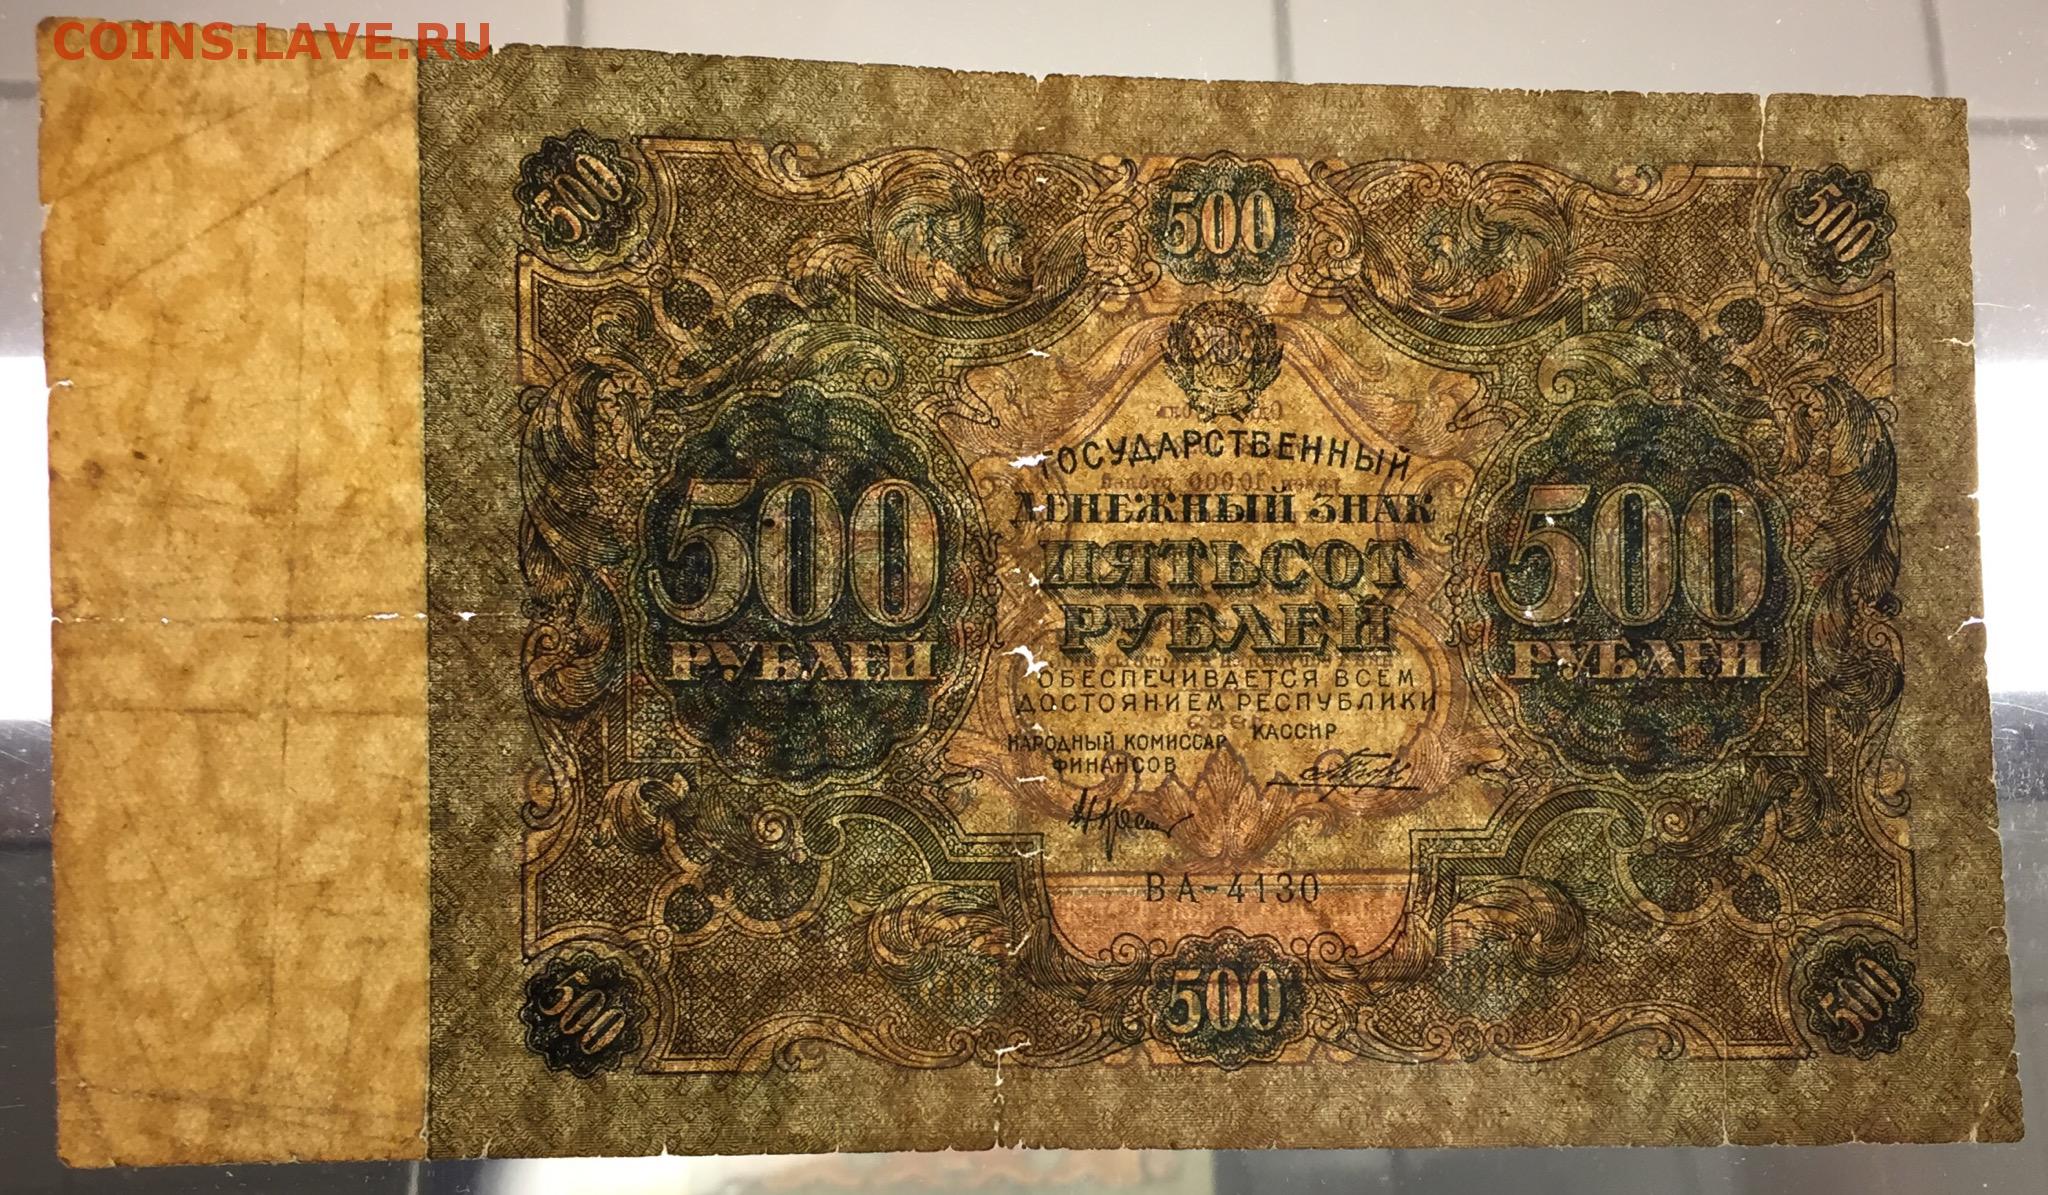 COINS.LAVE.RU
500
500
500
ГОСУДАРСТВЕННЫЙ
ДЕНЕЖНЫЙ ЗНАК
ПЯТЬСОТ
РУБЛЕЙ
500
РУБЛЕЙ
500
РУБЛЕЙ
ОБЕСПЕЧИВАЕТСЯ ВСЕМ
ДОСТОЯНИЕМ РЕСПУБЛИКИ
НАРОДНЫЙ КОМИССАР
ФИНАНСОВ
КАССИР
ВА-4130
500
500
500